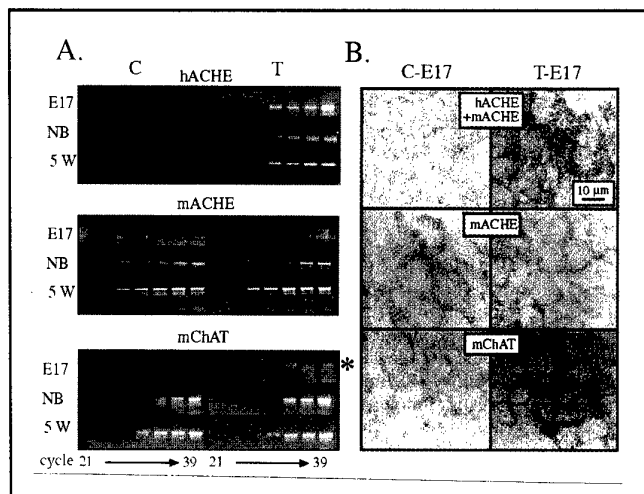 A.
C T
hACHE
E17
NB
5 W
mACHE
E17
NB
5 W
mChAT
E17 *
NB
5 W
cycle 21 39 21 39
B.
C-E17 T-E17
hACHE
+mACHE
10 µm
mACHE
mChAT